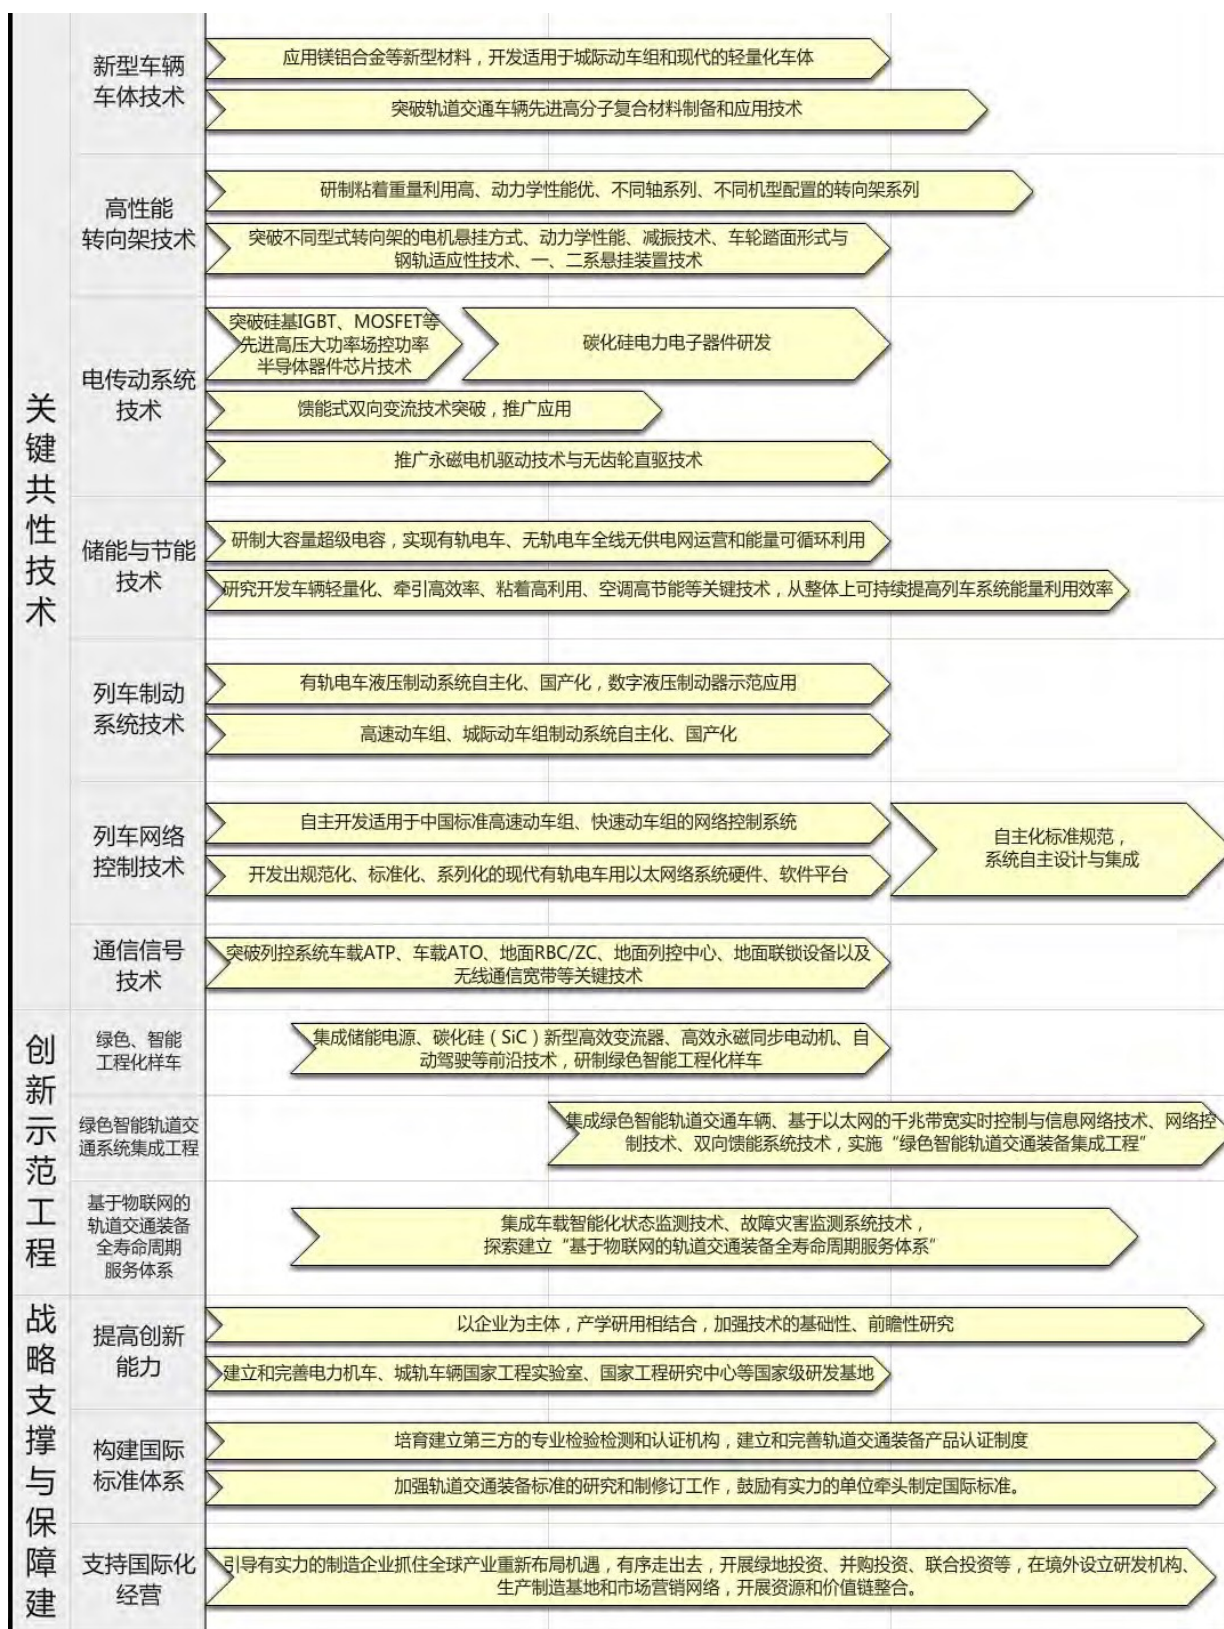 关键共性技术
新型车辆
车体技术
应用镁铝合金等新型材料，开发适用于城际动车组和现代的轻量化车体
突破轨道交通车辆先进高分子复合材料制备和应用技术
高性能
转向架技术
研制粘着重量利用高、动力学性能优、不同轴系列、不同机型配置的转向架系列
突破不同型式转向架的电机悬挂方式、动力学性能、减振技术、车轮踏面形式与
钢轨适应性技术、一、二系悬挂装置技术
电传动系统
技术
突破硅基IGBT、MOSFET等
先进高压大功率场控功率
半导体器件芯片技术
碳化硅电力电子器件研发
馈能式双向变流技术突破，推广应用
推广永磁电机驱动技术与无齿轮直驱技术
储能与节能
技术
研制大容量超级电容，实现有轨电车、无轨电车全线无供电网运营和能量可循环利用
研究开发车辆轻量化、牵引高效率、粘着高利用、空调高节能等关键技术，从整体上可持续提高列车系统能量利用效率
列车制动
系统技术
有轨电车液压制动系统自主化、国产化，数字液压制动器示范应用
高速动车组、城际动车组制动系统自主化、国产化
列车网络
控制技术
自主开发适用于中国标准高速动车组、快速动车组的网络控制系统
开发出规范化、标准化、系列化的现代有轨电车用以太网络系统硬件、软件平台
自主化标准规范，
系统自主设计与集成
通信信号
技术
突破列控系统车载ATP、车载ATO、地面RBC/ZC、地面列控中心、地面联锁设备以及
无线通信宽带等关键技术
创新示范工程
绿色、智能
工程化样车
集成储能电源、碳化硅（SiC）新型高效变流器、高效永磁同步电动机、自
动驾驶等前沿技术，研制绿色智能工程化样车
绿色智能轨道交
通系统集成工程
集成绿色智能轨道交通车辆、基于以太网的千兆带宽实时控制与信息网络技术、网络控
制技术、双向馈能系统技术，实施“绿色智能轨道交通装备集成工程”
基于物联网的
轨道交通装备
全寿命周期
服务体系
集成车载智能化状态监测技术、故障灾害监测系统技术，
探索建立“基于物联网的轨道交通装备全寿命周期服务体系”
战略支撑与保障建
提高创新
能力
以企业为主体，产学研用相结合，加强技术的基础性、前瞻性研究
建立和完善电力机车、城轨车辆国家工程实验室、国家工程研究中心等国家级研发基地
构建国际
标准体系
培育建立第三方的专业检验检测和认证机构，建立和完善轨道交通装备产品认证制度
加强轨道交通装备标准的研究和制修订工作，鼓励有实力的单位牵头制定国际标准。
支持国际化
经营
引导有实力的制造企业抓住全球产业重新布局机遇，有序走出去，开展绿地投资、并购投资、联合投资等，在境外设立研发机构、
生产制造基地和市场营销网络，开展资源和价值链整合。